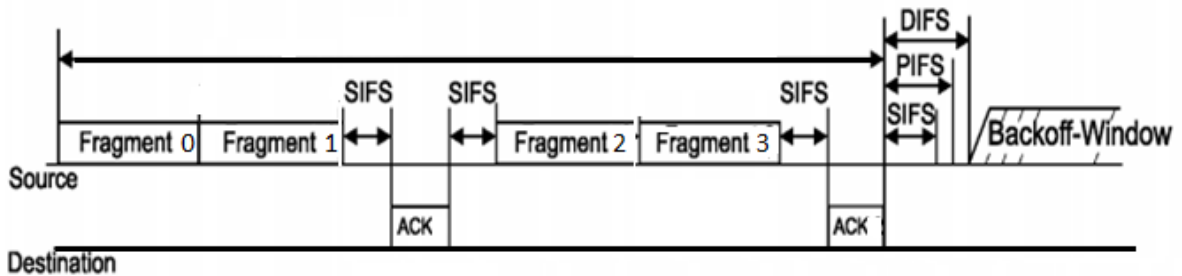 DIFS
PIFS
SIFS SIFS SIFS SIFS
Fragment 0 Fragment 1 Fragment 2 Fragment 3 Backoff-Window
Source
ACK ACK
Destination